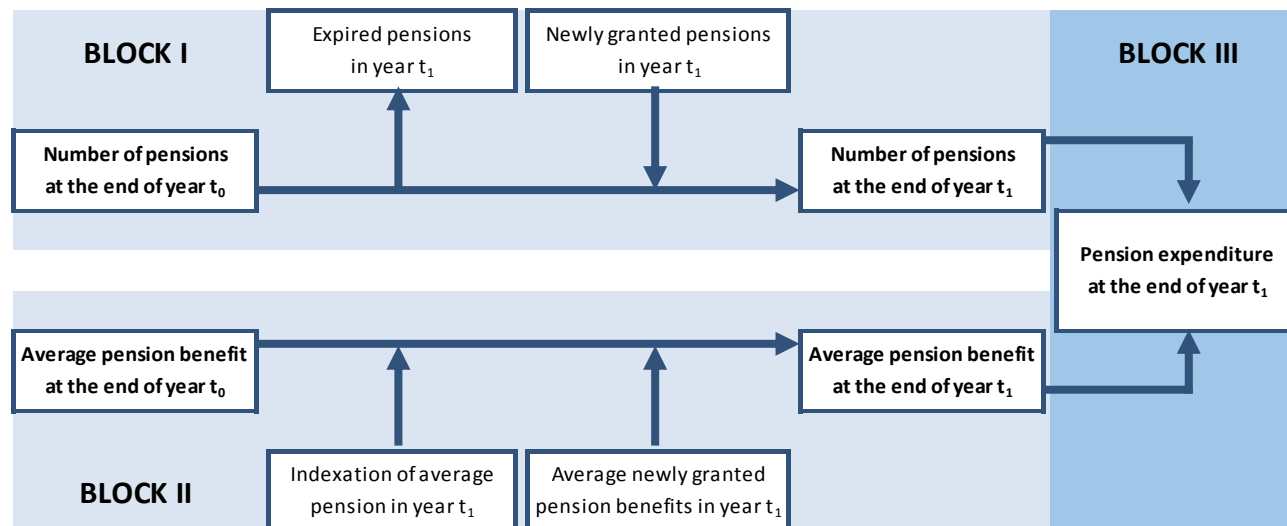 BLOCK I
Expired pensions
in year t₁
Newly granted pensions
in year t₁
BLOCK III
Number of pensions
at the end of year t₀
Number of pensions
at the end of year t₁
Pension expenditure
at the end of year t₁
Average pension benefit
at the end of year t₀
Average pension benefit
at the end of year t₁
BLOCK II
Indexation of average
pension in year t₁
Average newly granted
pension benefits in year t₁